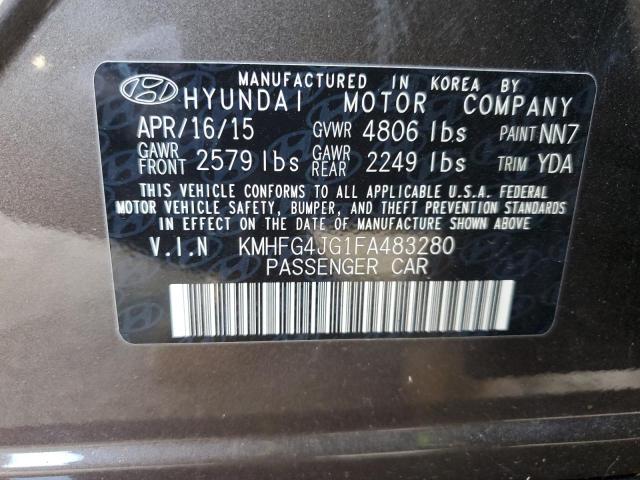 MANUFACTURED IN KOREA BY
HYUNDAI MOTOR COMPANY
APR/16/15 GVWR 4806 lbs PAINT NN7
GAWR FRONT 2579 lbs GAWR REAR 2249 lbs TRIM YDA
THIS VEHICLE CONFORMS TO ALL APPLICABLE U.S.A. FEDERAL
MOTOR VEHICLE SAFETY, BUMPER, AND THEFT PREVENTION STANDARDS
IN EFFECT ON THE DATE OF MANUFACTURE SHOWN ABOVE.
V.I.N KMHFG4JG1FA483280
PASSENGER CAR